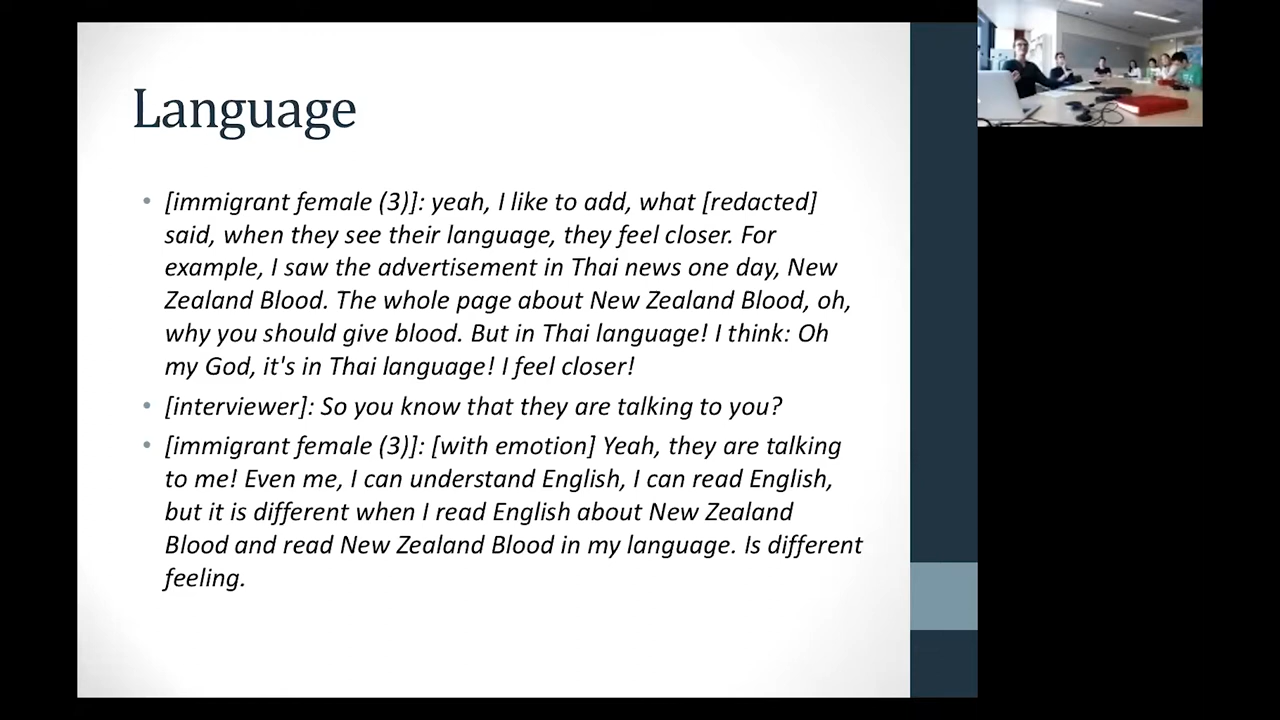 Language
• [immigrant female (3)]: yeah, I like to add, what [redacted]
said, when they see their language, they feel closer. For
example, I saw the advertisement in Thai news one day, New
Zealand Blood. The whole page about New Zealand Blood, oh,
why you should give blood. But in Thai language! I think: Oh
my God, it's in Thai language! I feel closer!
• [interviewer]: So you know that they are talking to you?
• [immigrant female (3)]: [with emotion] Yeah, they are talking
to me! Even me, I can understand English, I can read English,
but it is different when I read English about New Zealand
Blood and read New Zealand Blood in my language. Is different
feeling.